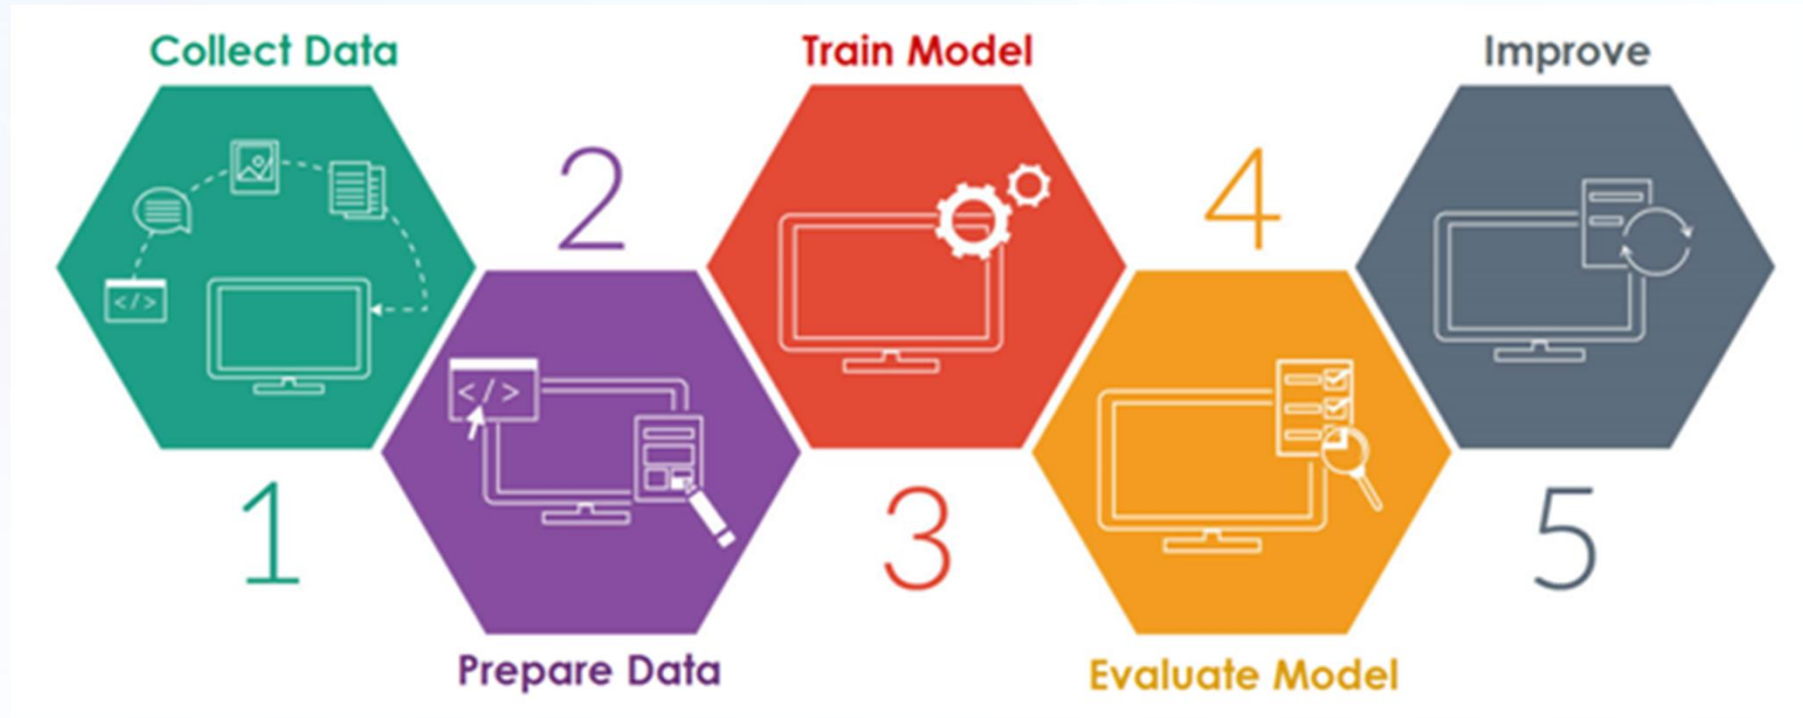 Collect Data
1
2
Prepare Data
Train Model
3
4
Evaluate Model
Improve
5
</>
</>